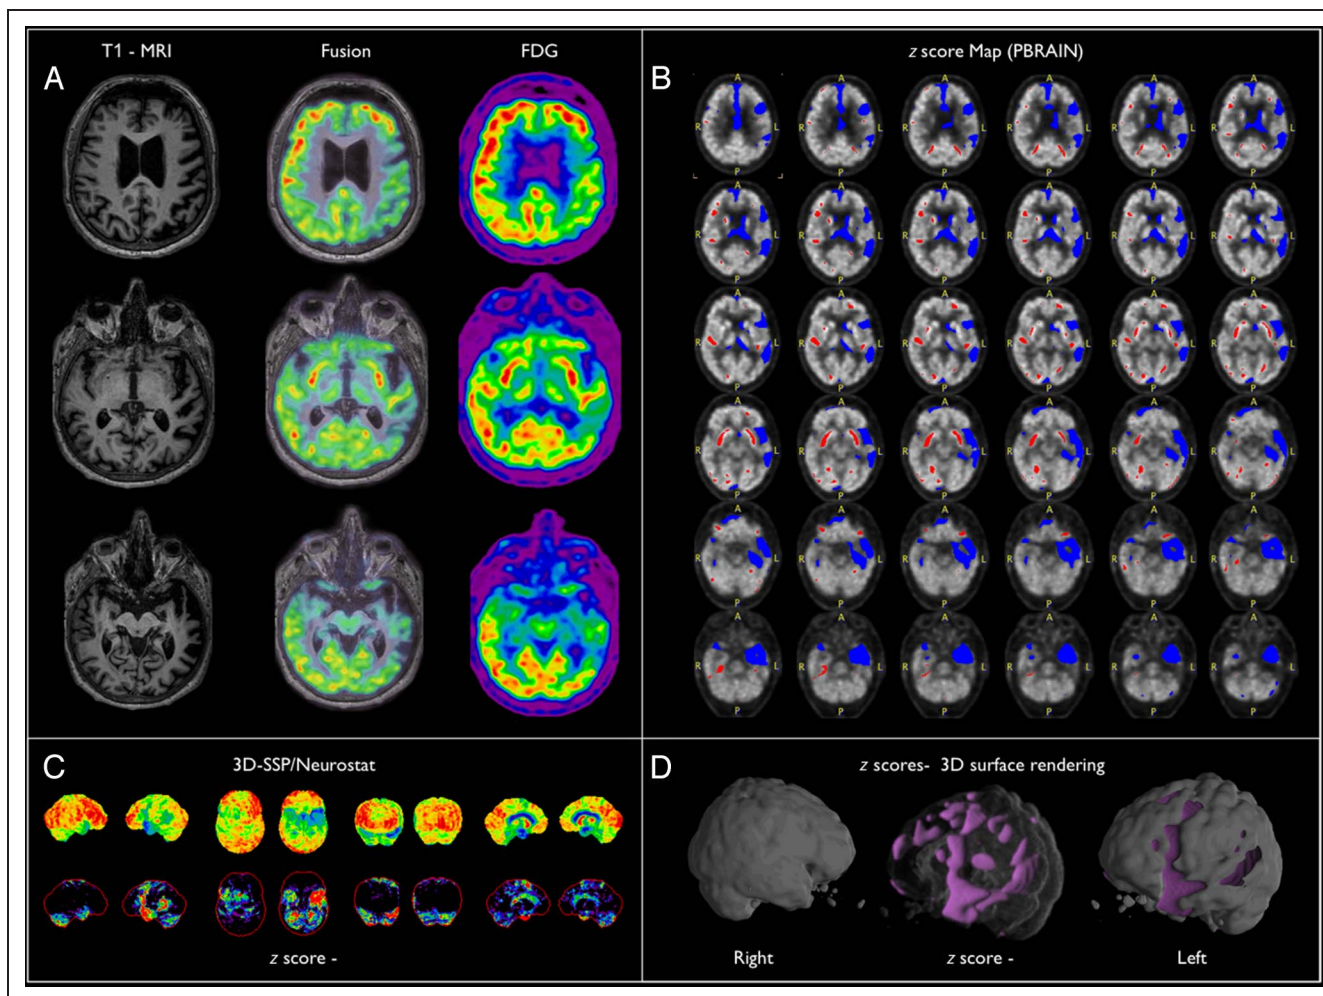 T1 - MRI
Fusion
FDG
A
z score Map (PBRAIN)
B
A A A A A A
R L R L R L R L R L R L
P P P P P P
A A A A A A
R L R L R L R L R L R L
P P P P P P
A A A A A A
R L R L R L R L R L R L
P P P P P P
A A A A A A
R L R L R L R L R L R L
P P P P P P
A A A A A A
R L R L R L R L R L R L
P P P P P P
A A A A A A
R L R L R L R L R L R L
P P P P P P
C
3D-SSP/Neurostat
z score -
D
z scores- 3D surface rendering
Right
z score -
Left